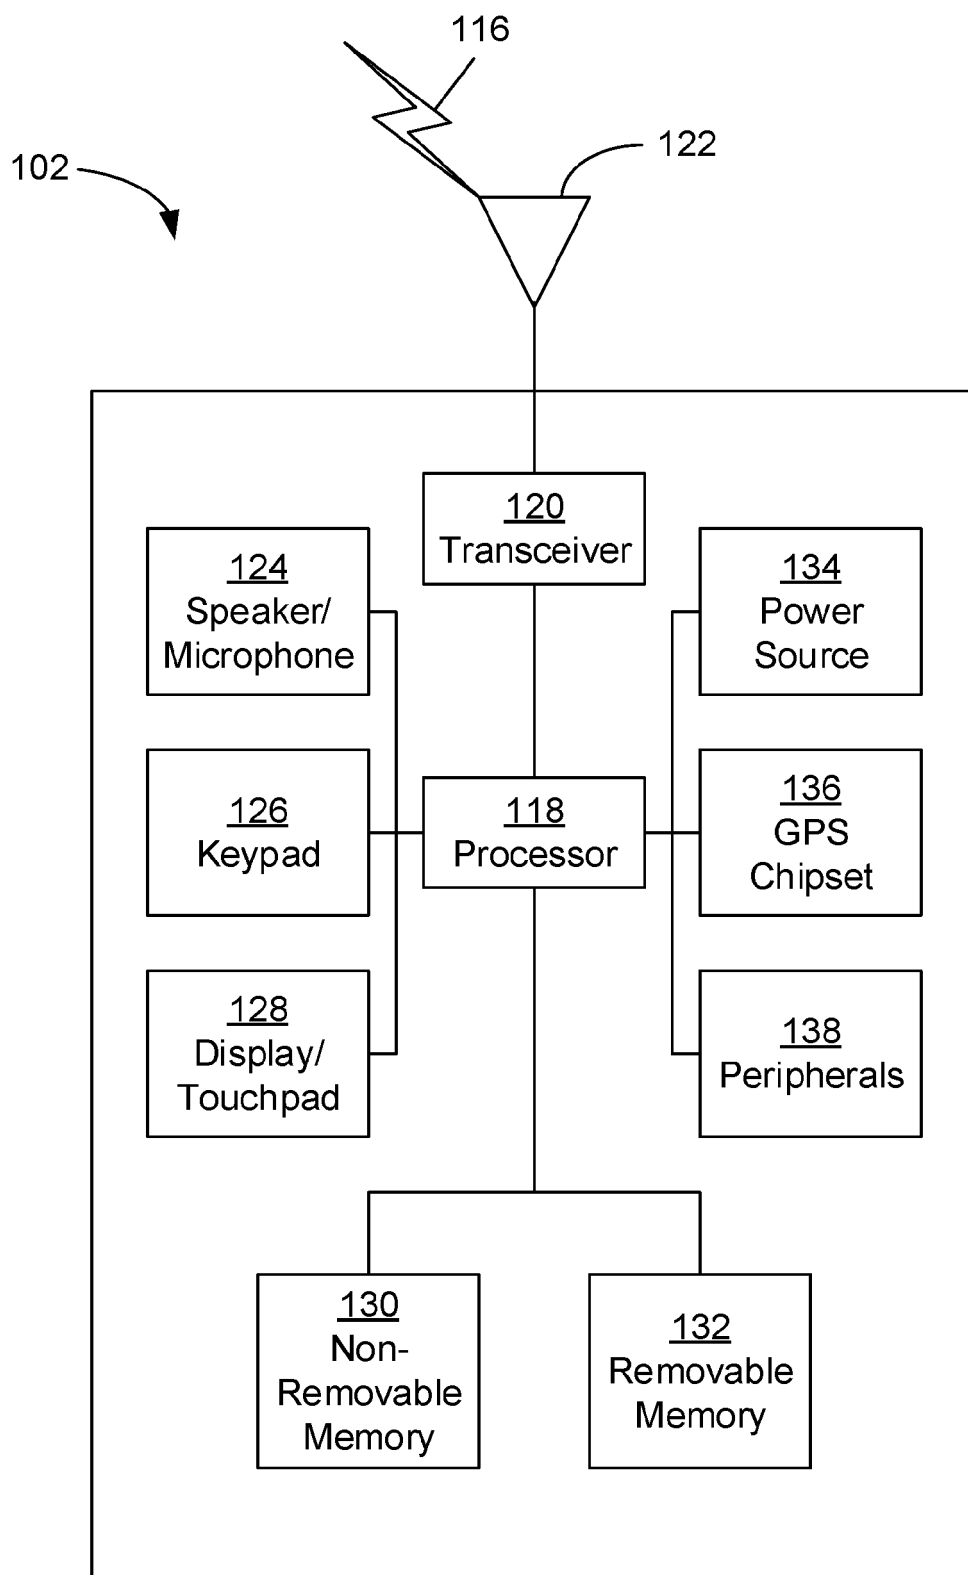 116
122
102
120
Transceiver
124
Speaker/
Microphone
134
Power
Source
126
Keypad
118
Processor
136
GPS
Chipset
128
Display/
Touchpad
138
Peripherals
130
Non-
Removable
Memory
132
Removable
Memory